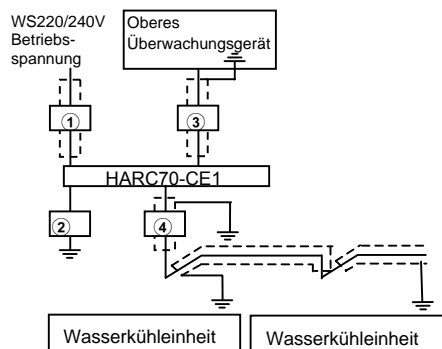 WS220/240V
Betriebs-
spannung
Oberes
Überwachungsgerät
①
③
HARC70-CE1
②
④
Wasserkühleinheit
Wasserkühleinheit